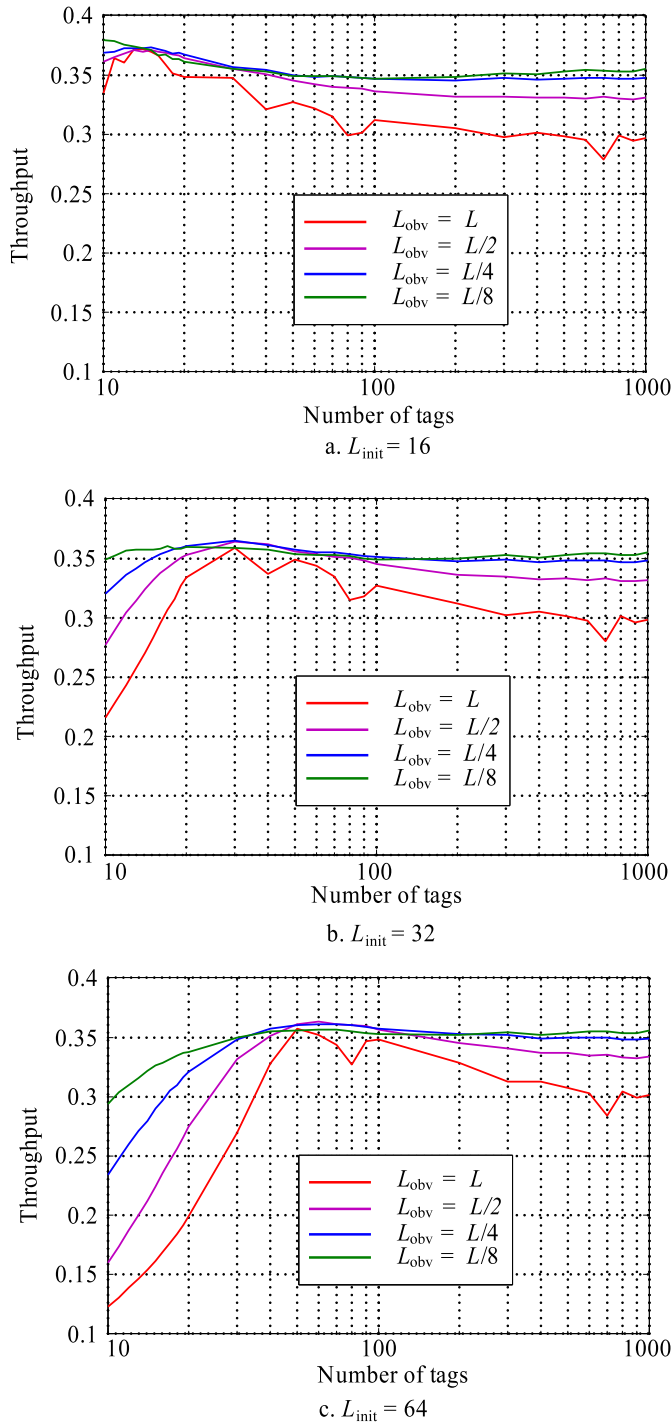 0.4
0.35
0.3
0.25
0.2
0.15
0.1
Throughput
L_obv = L
L_obv = L/2
L_obv = L/4
L_obv = L/8
10 100 1000
Number of tags
a. L_init = 16
0.4
0.35
0.3
0.25
0.2
0.15
0.1
Throughput
L_obv = L
L_obv = L/2
L_obv = L/4
L_obv = L/8
10 100 1000
Number of tags
b. L_init = 32
0.4
0.35
0.3
0.25
0.2
0.15
0.1
Throughput
L_obv = L
L_obv = L/2
L_obv = L/4
L_obv = L/8
10 100 1000
Number of tags
c. L_init = 64